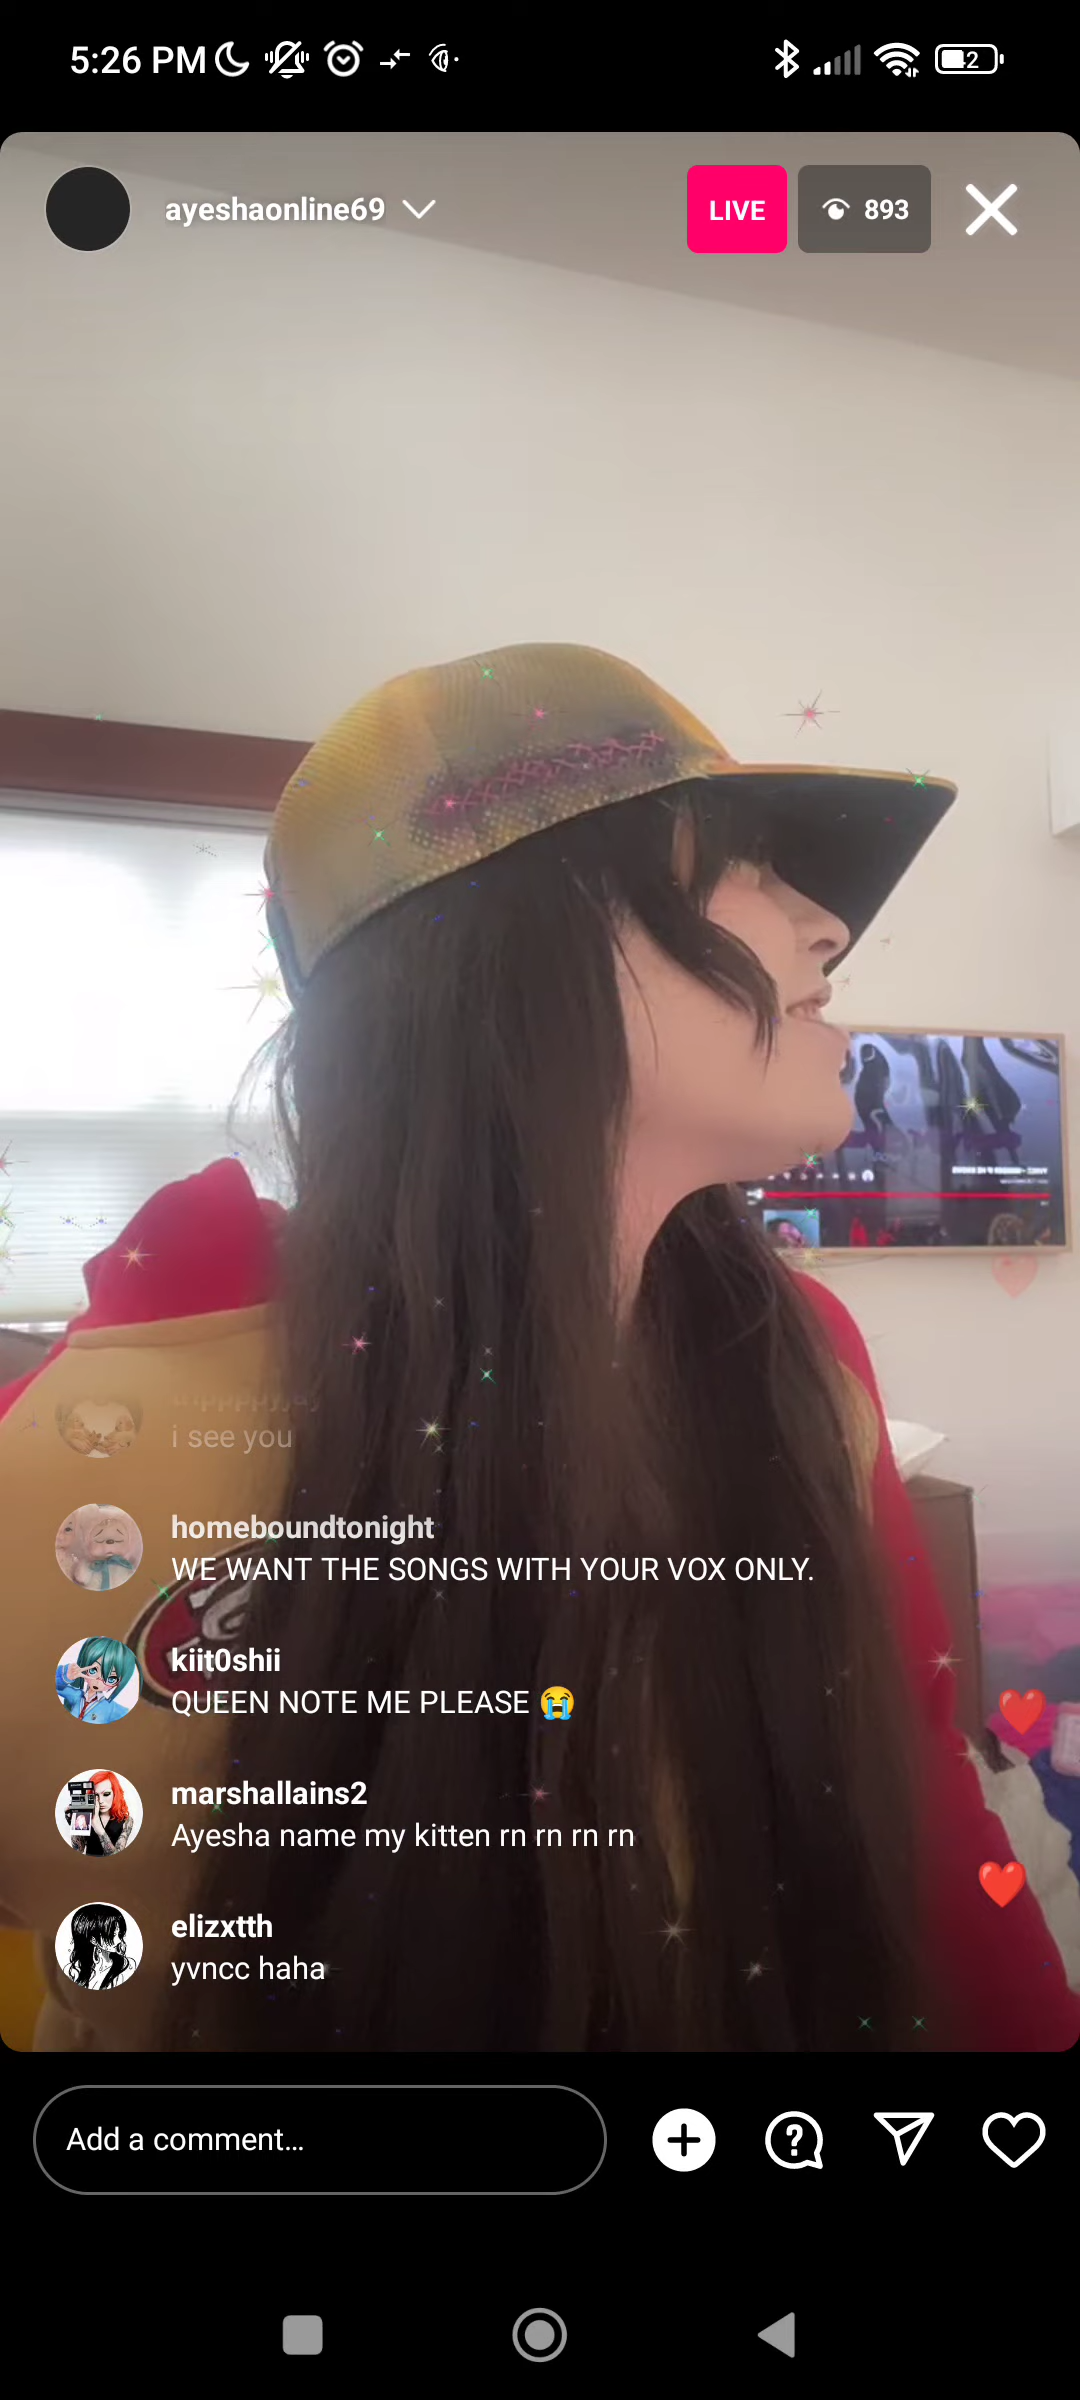 5:26 PM
42
ayeshaonline69
LIVE
893
i see you
homeboundtonight
WE WANT THE SONGS WITH YOUR VOX ONLY.
kiit0shii
QUEEN NOTE ME PLEASE 😭
marshallains2
Ayesha name my kitten rn rn rn rn
elizxtth
yvncc haha
Add a comment...